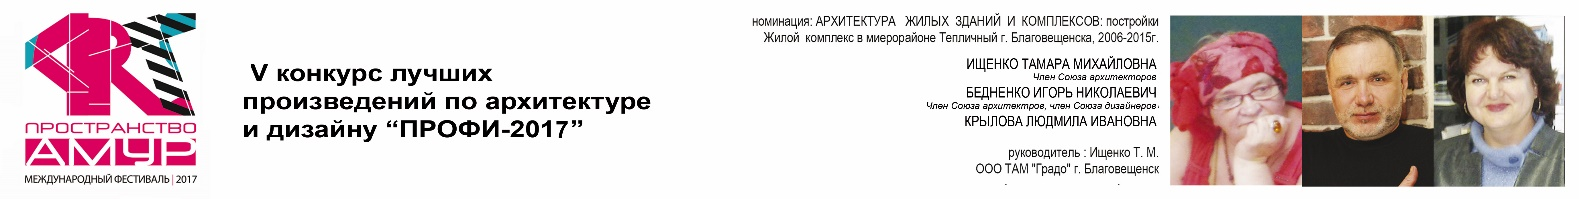 ПРОСТРАНСТВО
АМУР
МЕЖДУНАРОДНЫЙ ФЕСТИВАЛЬ | 2017
V конкурс лучших
произведений по архитектуре
и дизайну “ПРОФИ-2017”
номинация: АРХИТЕКТУРА ЖИЛЫХ ЗДАНИЙ И КОМПЛЕКСОВ: постройки
Жилой комплекс в миерорайоне Тепличный г. Благовещенска, 2006-2015г.
ИЩЕНКО ТАМАРА МИХАЙЛОВНА
Член Союза архитекторов
БЕДНЕНКО ИГОРЬ НИКОЛАЕВИЧ
Член Союза архитектров, член Союза дизайнеров
КРЫЛОВА ЛЮДМИЛА ИВАНОВНА
руководитель : Ищенко Т. М.
ООО ТАМ "Градо" г. Благовещенск